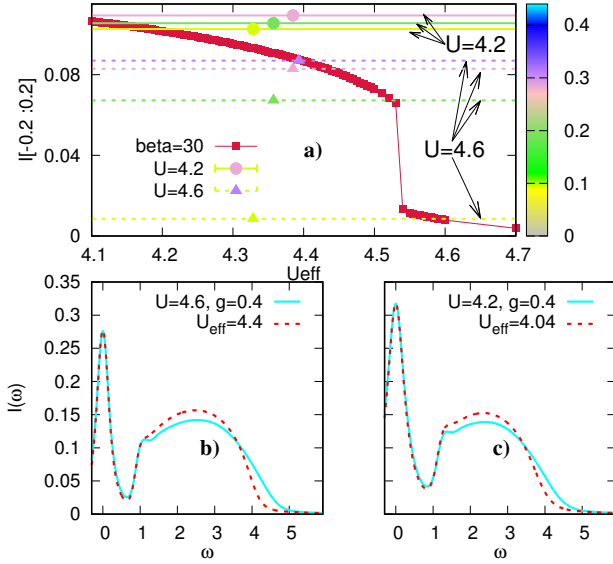 I[-0.2 :0.2]
0.08
0.04
0
U=4.2
U=4.6
a)
beta=30
U=4.2
U=4.6
4.1 4.2 4.3 4.4 4.5 4.6 4.7
Ueff
0.4
0.3
0.2
0.1
0
I(ω)
0.35
0.3
0.25
0.2
0.15
0.1
0.05
0
U=4.6, g=0.4
Ueff=4.4
b)
0 1 2 3 4 5
ω
U=4.2, g=0.4
Ueff=4.04
c)
0 1 2 3 4 5
ω